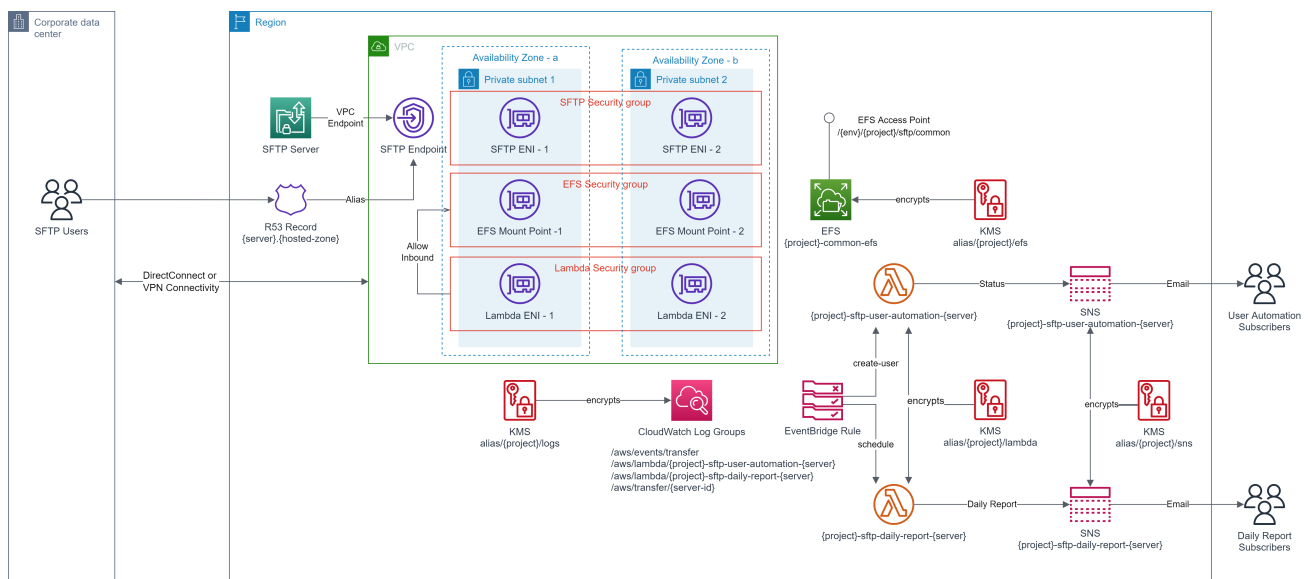 Corporate data
center
Region
VPC
Availability Zone - a
Availability Zone - b
Private subnet 1
Private subnet 2
SFTP Security group
SFTP ENI - 1
SFTP ENI - 2
EFS Security group
EFS Mount Point -1
EFS Mount Point - 2
Lambda Security group
Lambda ENI - 1
Lambda ENI - 2
Allow
Inbound
SFTP Server
VPC
Endpoint
SFTP Endpoint
SFTP Users
R53 Record
{server}.{hosted-zone}
Alias
DirectConnect or
VPN Connectivity
EFS Access Point
/{env}/{project}/sftp/common
EFS
{project}-common-efs
encrypts
KMS
alias/{project}/efs
{project}-sftp-user-automation-{server}
Status
SNS
{project}-sftp-user-automation-{server}
Email
User Automation
Subscribers
KMS
alias/{project}/logs
encrypts
CloudWatch Log Groups
/aws/events/transfer
/aws/lambda/{project}-sftp-user-automation-{server}
/aws/lambda/{project}-sftp-daily-report-{server}
/aws/transfer/{server-id}
create-user
EventBridge Rule
schedule
encrypts
KMS
alias/{project}/lambda
encrypts
KMS
alias/{project}/sns
{project}-sftp-daily-report-{server}
Daily Report
SNS
{project}-sftp-daily-report-{server}
Email
Daily Report
Subscribers